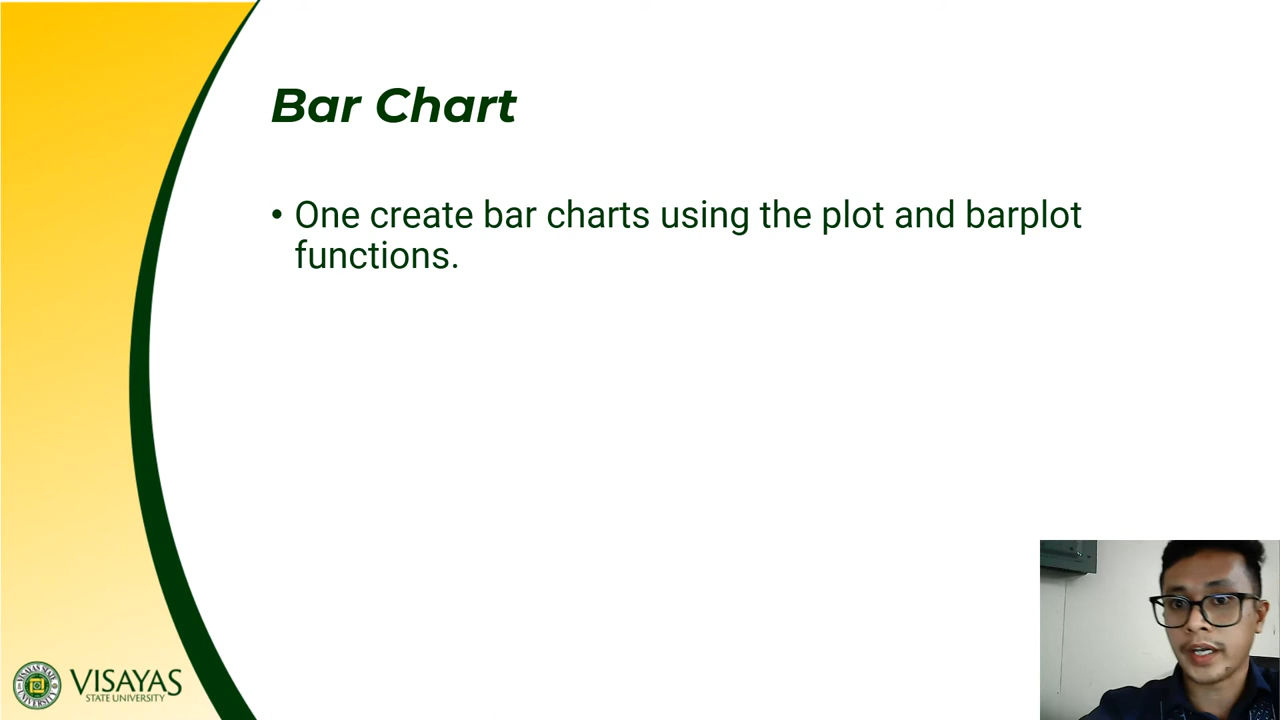 Bar Chart
• One create bar charts using the plot and barplot
functions.
VISAYAS
STATE UNIVERSITY